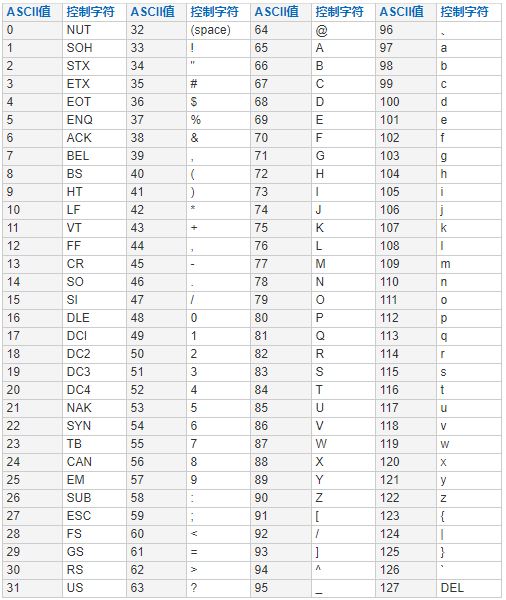 ASCII值 控制字符 ASCII值 控制字符 ASCII值 控制字符 ASCII值 控制字符
0 NUT 32 (space) 64 @ 96 、
1 SOH 33 ! 65 A 97 a
2 STX 34 " 66 B 98 b
3 ETX 35 # 67 C 99 c
4 EOT 36 $ 68 D 100 d
5 ENQ 37 % 69 E 101 e
6 ACK 38 & 70 F 102 f
7 BEL 39 , 71 G 103 g
8 BS 40 ( 72 H 104 h
9 HT 41 ) 73 I 105 i
10 LF 42 * 74 J 106 j
11 VT 43 + 75 K 107 k
12 FF 44 , 76 L 108 l
13 CR 45 - 77 M 109 m
14 SO 46 . 78 N 110 n
15 SI 47 / 79 O 111 o
16 DLE 48 0 80 P 112 p
17 DCI 49 1 81 Q 113 q
18 DC2 50 2 82 R 114 r
19 DC3 51 3 83 S 115 s
20 DC4 52 4 84 T 116 t
21 NAK 53 5 85 U 117 u
22 SYN 54 6 86 V 118 v
23 TB 55 7 87 W 119 w
24 CAN 56 8 88 X 120 x
25 EM 57 9 89 Y 121 y
26 SUB 58 : 90 Z 122 z
27 ESC 59 ; 91 [ 123 {
28 FS 60 < 92 / 124 |
29 GS 61 = 93 ] 125 }
30 RS 62 > 94 ^ 126 `
31 US 63 ? 95 _ 127 DEL